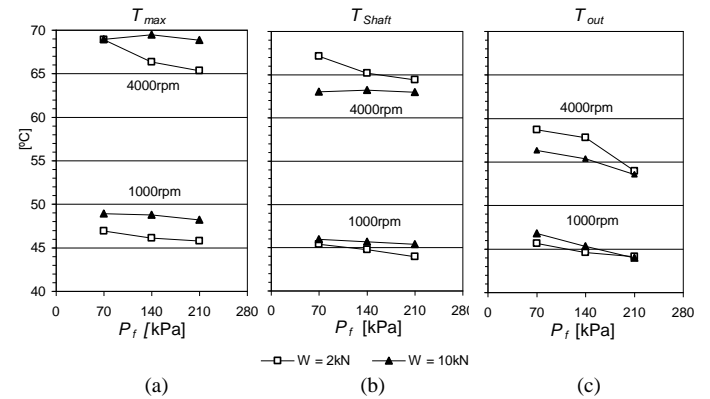 T max
T Shaft
T out
70
65
60
55
50
45
40
[ºC]
4000rpm
1000rpm
4000rpm
1000rpm
4000rpm
1000rpm
0 70 140 210 280
0 70 140 210 280
0 70 140 210 280
P f [kPa]
P f [kPa]
P f [kPa]
W = 2kN W = 10kN
(a) (b) (c)